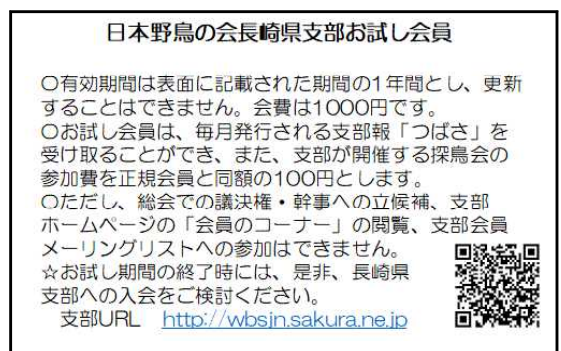 日本野鳥の会長崎県支部お試し会員
○有効期間は表面に記載された期間の1年間とし、更新
することはできません。会費は1000円です。
○お試し会員は、毎月発行される支部報「つばさ」を
受け取ることができ、また、支部が開催する探鳥会の
参加費を正規会員と同額の100円とします。
○ただし、総会での議決権・幹事への立候補、支部
ホームページの「会員のコーナー」の閲覧、支部会員
メーリングリストへの参加はできません。
☆お試し期間の終了時には、是非、長崎県
支部への入会をご検討ください。
支部URL http://wbsjn.sakura.ne.jp